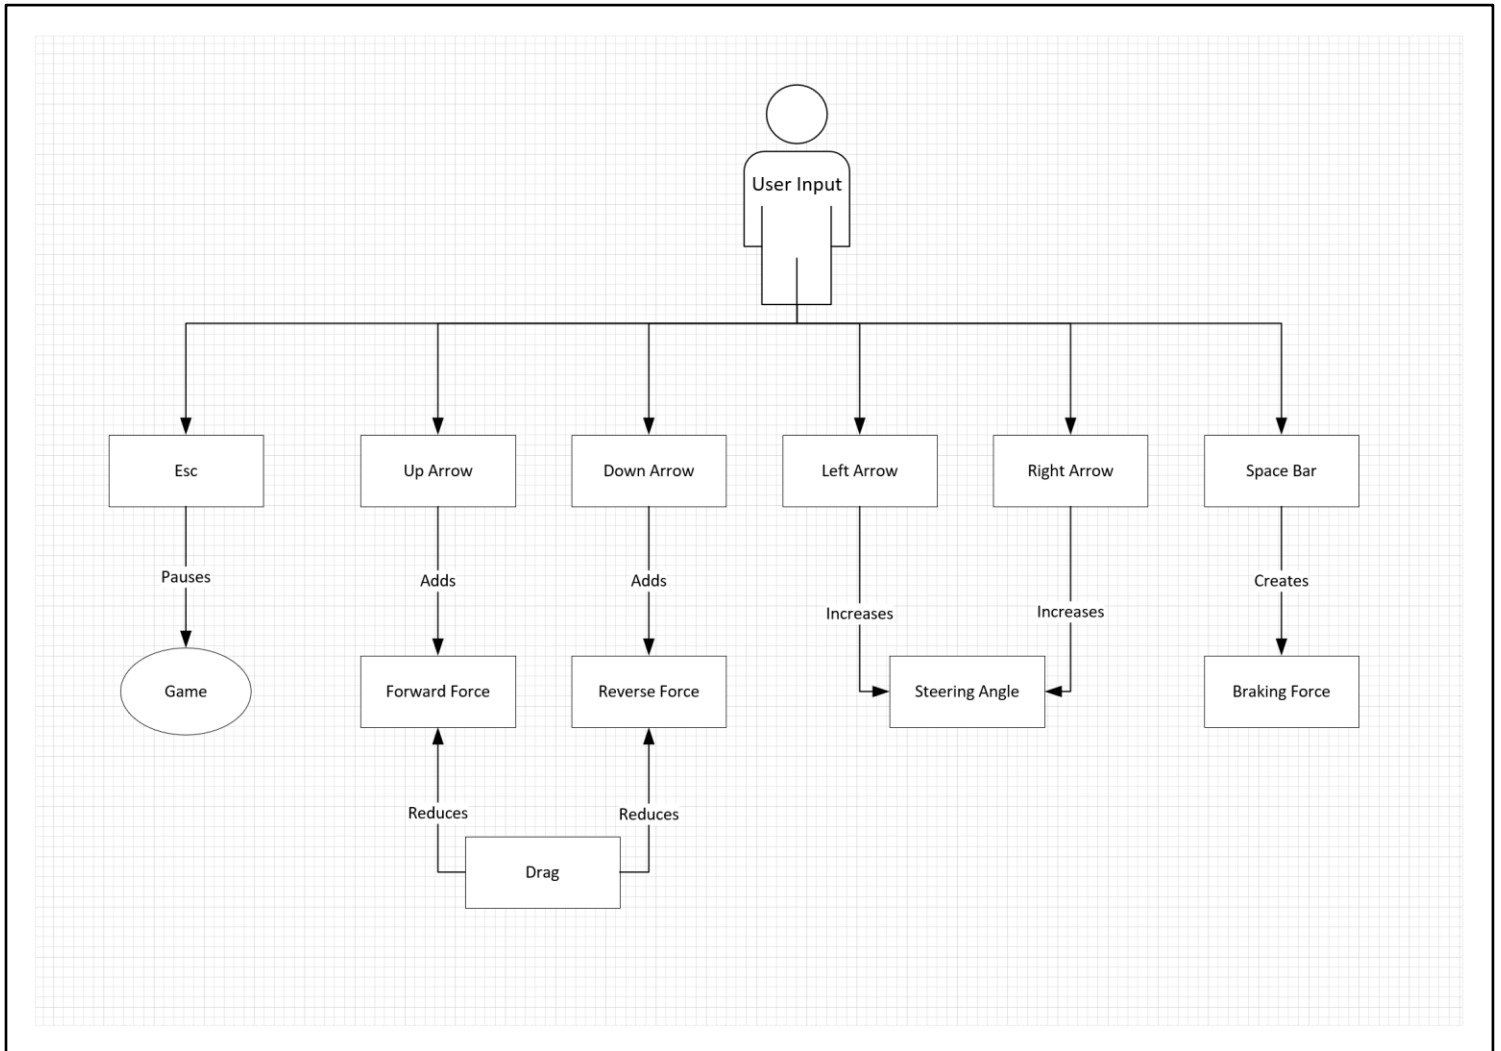 User Input
Esc
Up Arrow
Down Arrow
Left Arrow
Right Arrow
Space Bar
Pauses
Adds
Adds
Increases
Increases
Creates
Game
Forward Force
Reverse Force
Steering Angle
Braking Force
Reduces
Reduces
Drag